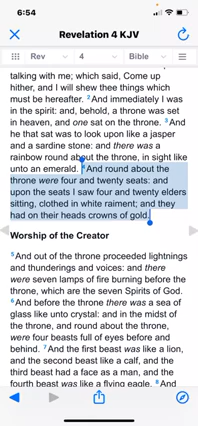 6:54
Revelation 4 KJV
Rev 4 Bible
talking with me; which said, Come up
hither, and I will shew thee things which
must be hereafter. 2 And immediately I was
in the spirit: and, behold, a throne was set
in heaven, and one sat on the throne. 3 And
he that sat was to look upon like a jasper
and a sardine stone: and there was a
rainbow round about the throne, in sight like
unto an emerald. 4 And round about the
throne were four and twenty seats: and
upon the seats I saw four and twenty elders
sitting, clothed in white raiment; and they
had on their heads crowns of gold.
Worship of the Creator
5 And out of the throne proceeded lightnings
and thunderings and voices: and there
were seven lamps of fire burning before the
throne, which are the seven Spirits of God.
6 And before the throne there was a sea of
glass like unto crystal: and in the midst of
the throne, and round about the throne,
were four beasts full of eyes before and
behind. 7 And the first beast was like a lion,
and the second beast like a calf, and the
third beast had a face as a man, and the
fourth beast was like a flying eagle. 8 And